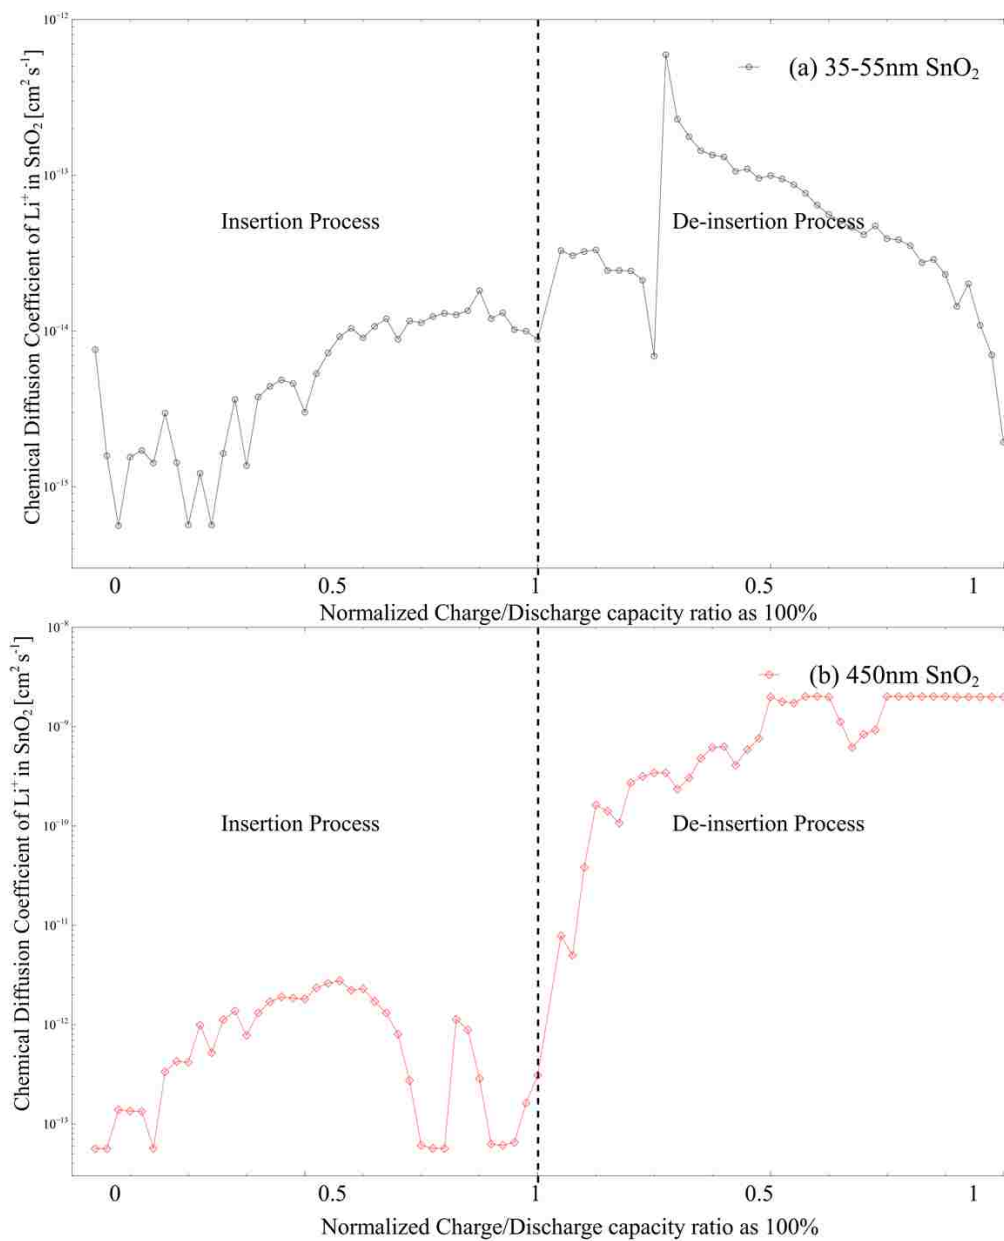 Chemical Diffusion Coefficient of Li⁺ in SnO₂ [cm² s⁻¹]
10⁻¹²
(a) 35-55nm SnO₂
10⁻¹³
Insertion Process
De-insertion Process
10⁻¹⁴
10⁻¹⁵
0 0.5 1 0.5 1
Normalized Charge/Discharge capacity ratio as 100%
Chemical Diffusion Coefficient of Li⁺ in SnO₂ [cm² s⁻¹]
10⁻⁸
(b) 450nm SnO₂
10⁻⁹
10⁻¹⁰
Insertion Process
De-insertion Process
10⁻¹¹
10⁻¹²
10⁻¹³
0 0.5 1 0.5 1
Normalized Charge/Discharge capacity ratio as 100%